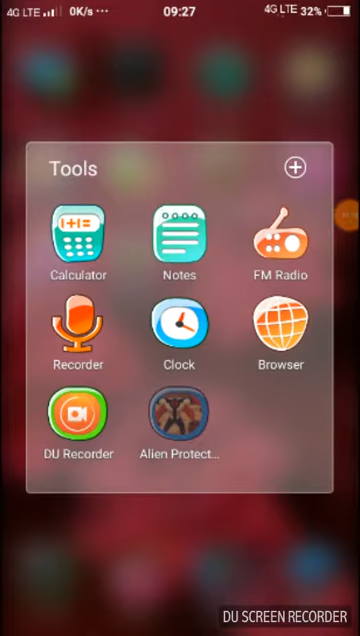 4G LTE 0K/s ··· 09:27 4G LTE 32%
Tools
Calculator Notes FM Radio
Recorder Clock Browser
DU Recorder Alien Protect...
DU SCREEN RECORDER